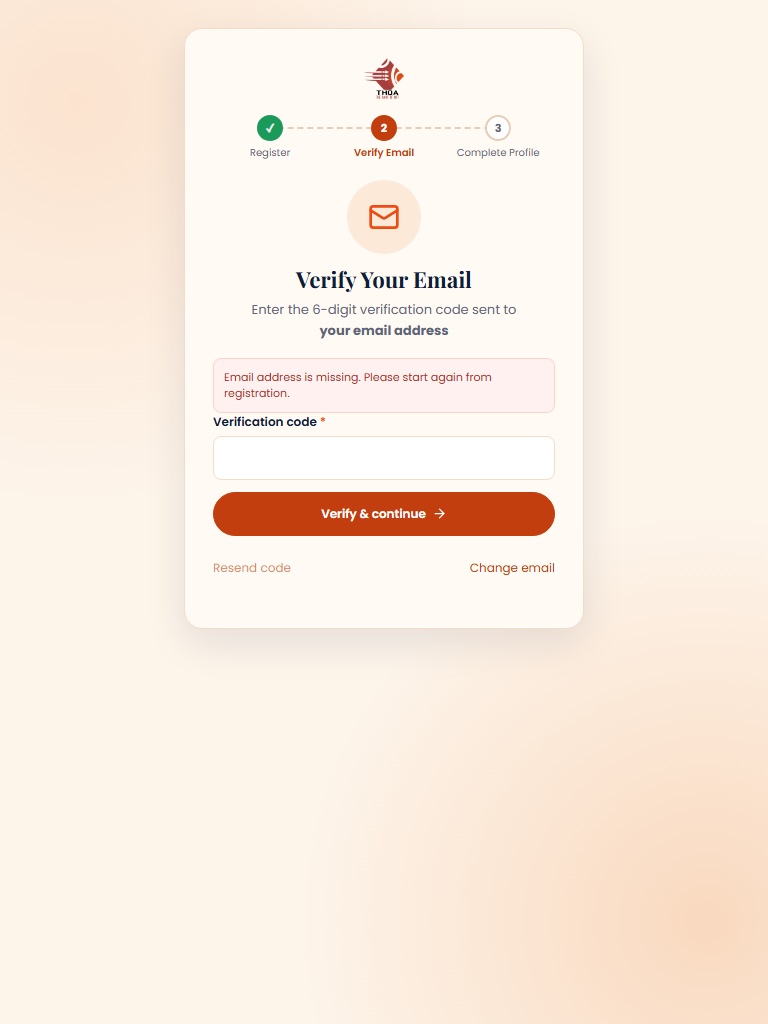 THOA
✓
2
3
Register
Verify Email
Complete Profile
Verify Your Email
Enter the 6-digit verification code sent to
your email address
Email address is missing. Please start again from
registration.
Verification code *
Verify & continue →
Resend code
Change email